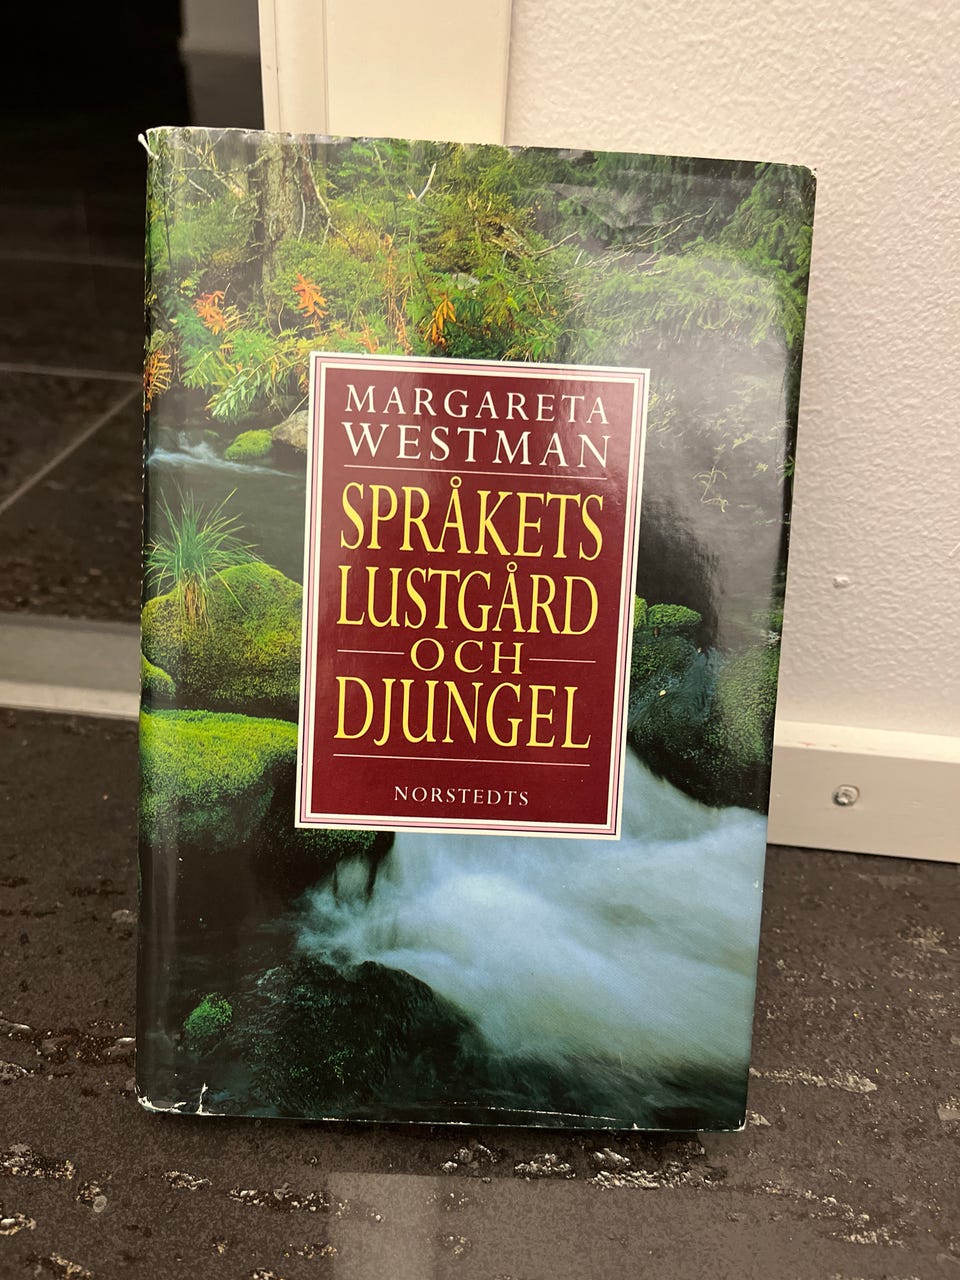 MARGARETA
WESTMAN
SPRÅKETS
LUSTGÅRD
OCH
DJUNGEL
NORSTEDTS